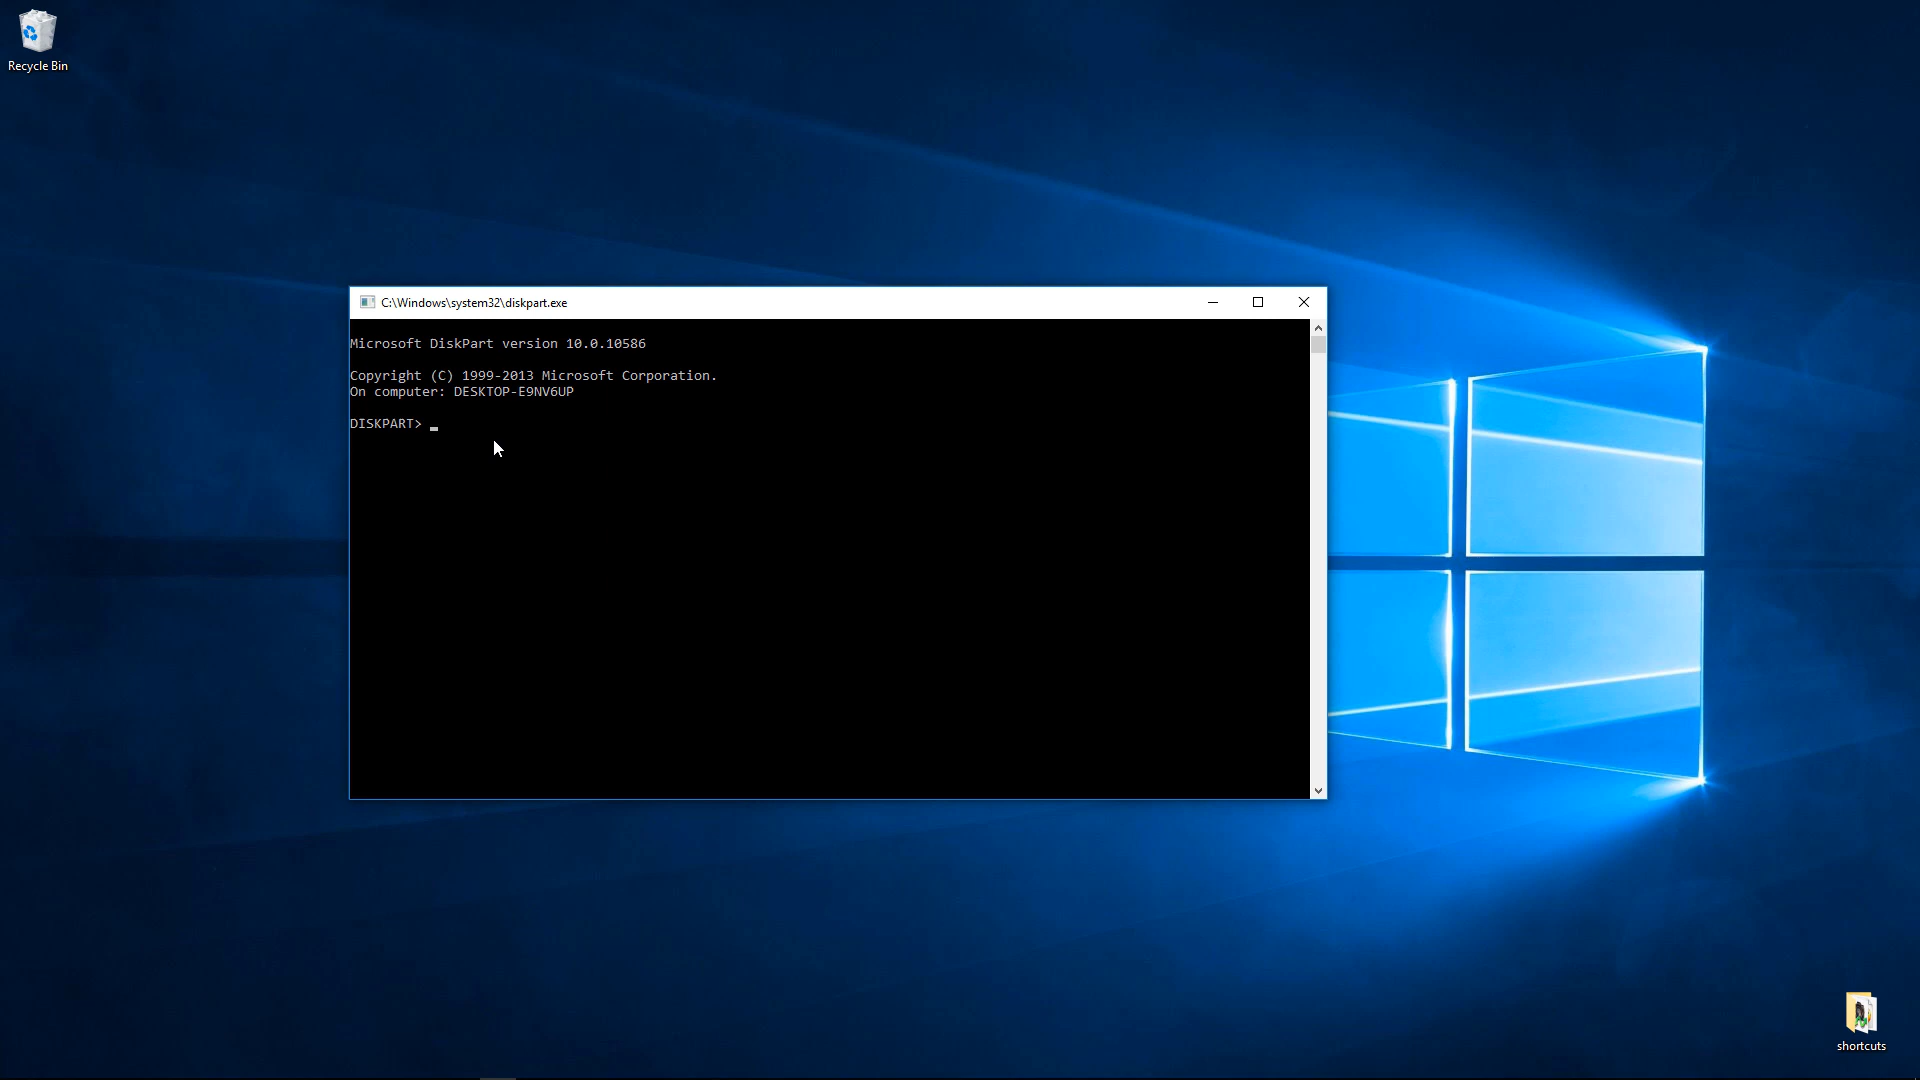 Recycle Bin
C:\Windows\system32\diskpart.exe
Microsoft DiskPart version 10.0.10586
Copyright (C) 1999-2013 Microsoft Corporation.
On computer: DESKTOP-E9NV6UP
DISKPART>
shortcuts